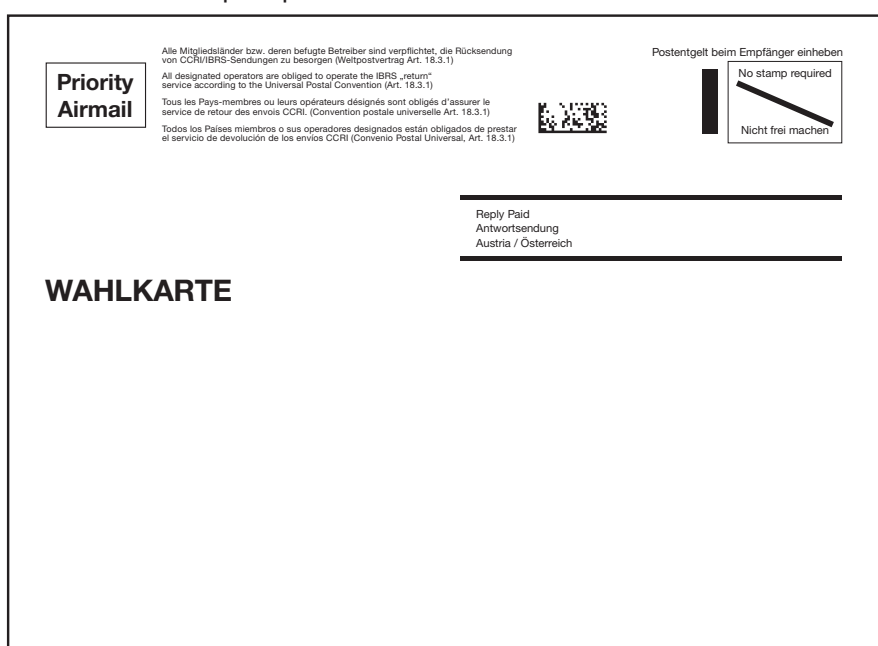 Priority
Airmail
Alle Mitgliedsländer bzw. deren befugte Betreiber sind verpflichtet, die Rücksendung
von CCRI/IBRS-Sendungen zu besorgen (Weltpostvertrag Art. 18.3.1)
All designated operators are obliged to operate the IBRS „return“
service according to the Universal Postal Convention (Art. 18.3.1)
Tous les Pays-membres ou leurs opérateurs désignés sont obligés d’assurer le
service de retour des envois CCRI. (Convention postale universelle Art. 18.3.1)
Todos los Países miembros o sus operadores designados están obligados de prestar
el servicio de devolución de los envíos CCRI (Convenio Postal Universal, Art. 18.3.1)
Postentgelt beim Empfänger einheben
No stamp required
Nicht frei machen
Reply Paid
Antwortsendung
Austria / Österreich
WAHLKARTE